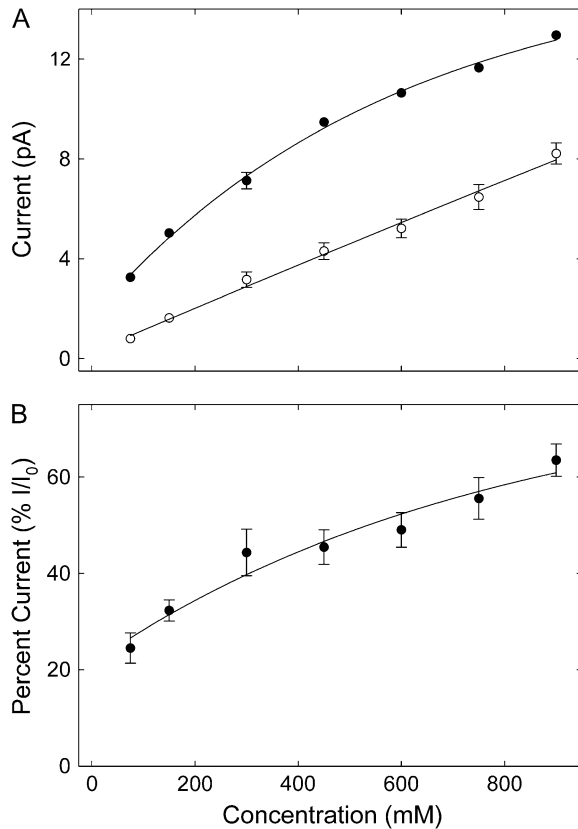 A
12
8
4
0
Current (pA)
B
60
40
20
0
Percent Current (% I/I₀)
0 200 400 600 800
Concentration (mM)